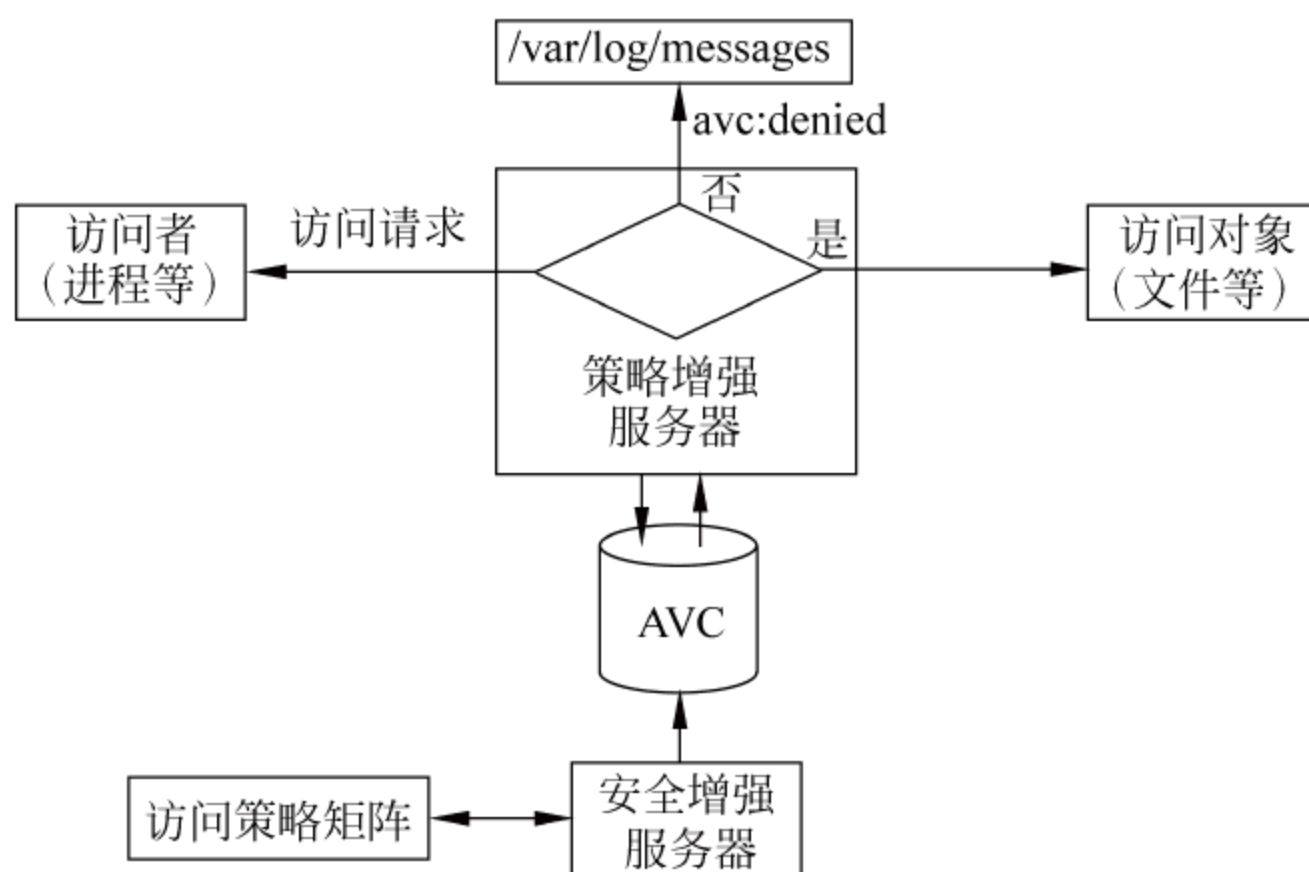 /var/log/messages
avc:denied
否
是
访问者
（进程等）
访问请求
访问对象
（文件等）
策略增强
服务器
AVC
访问策略矩阵
安全增强
服务器